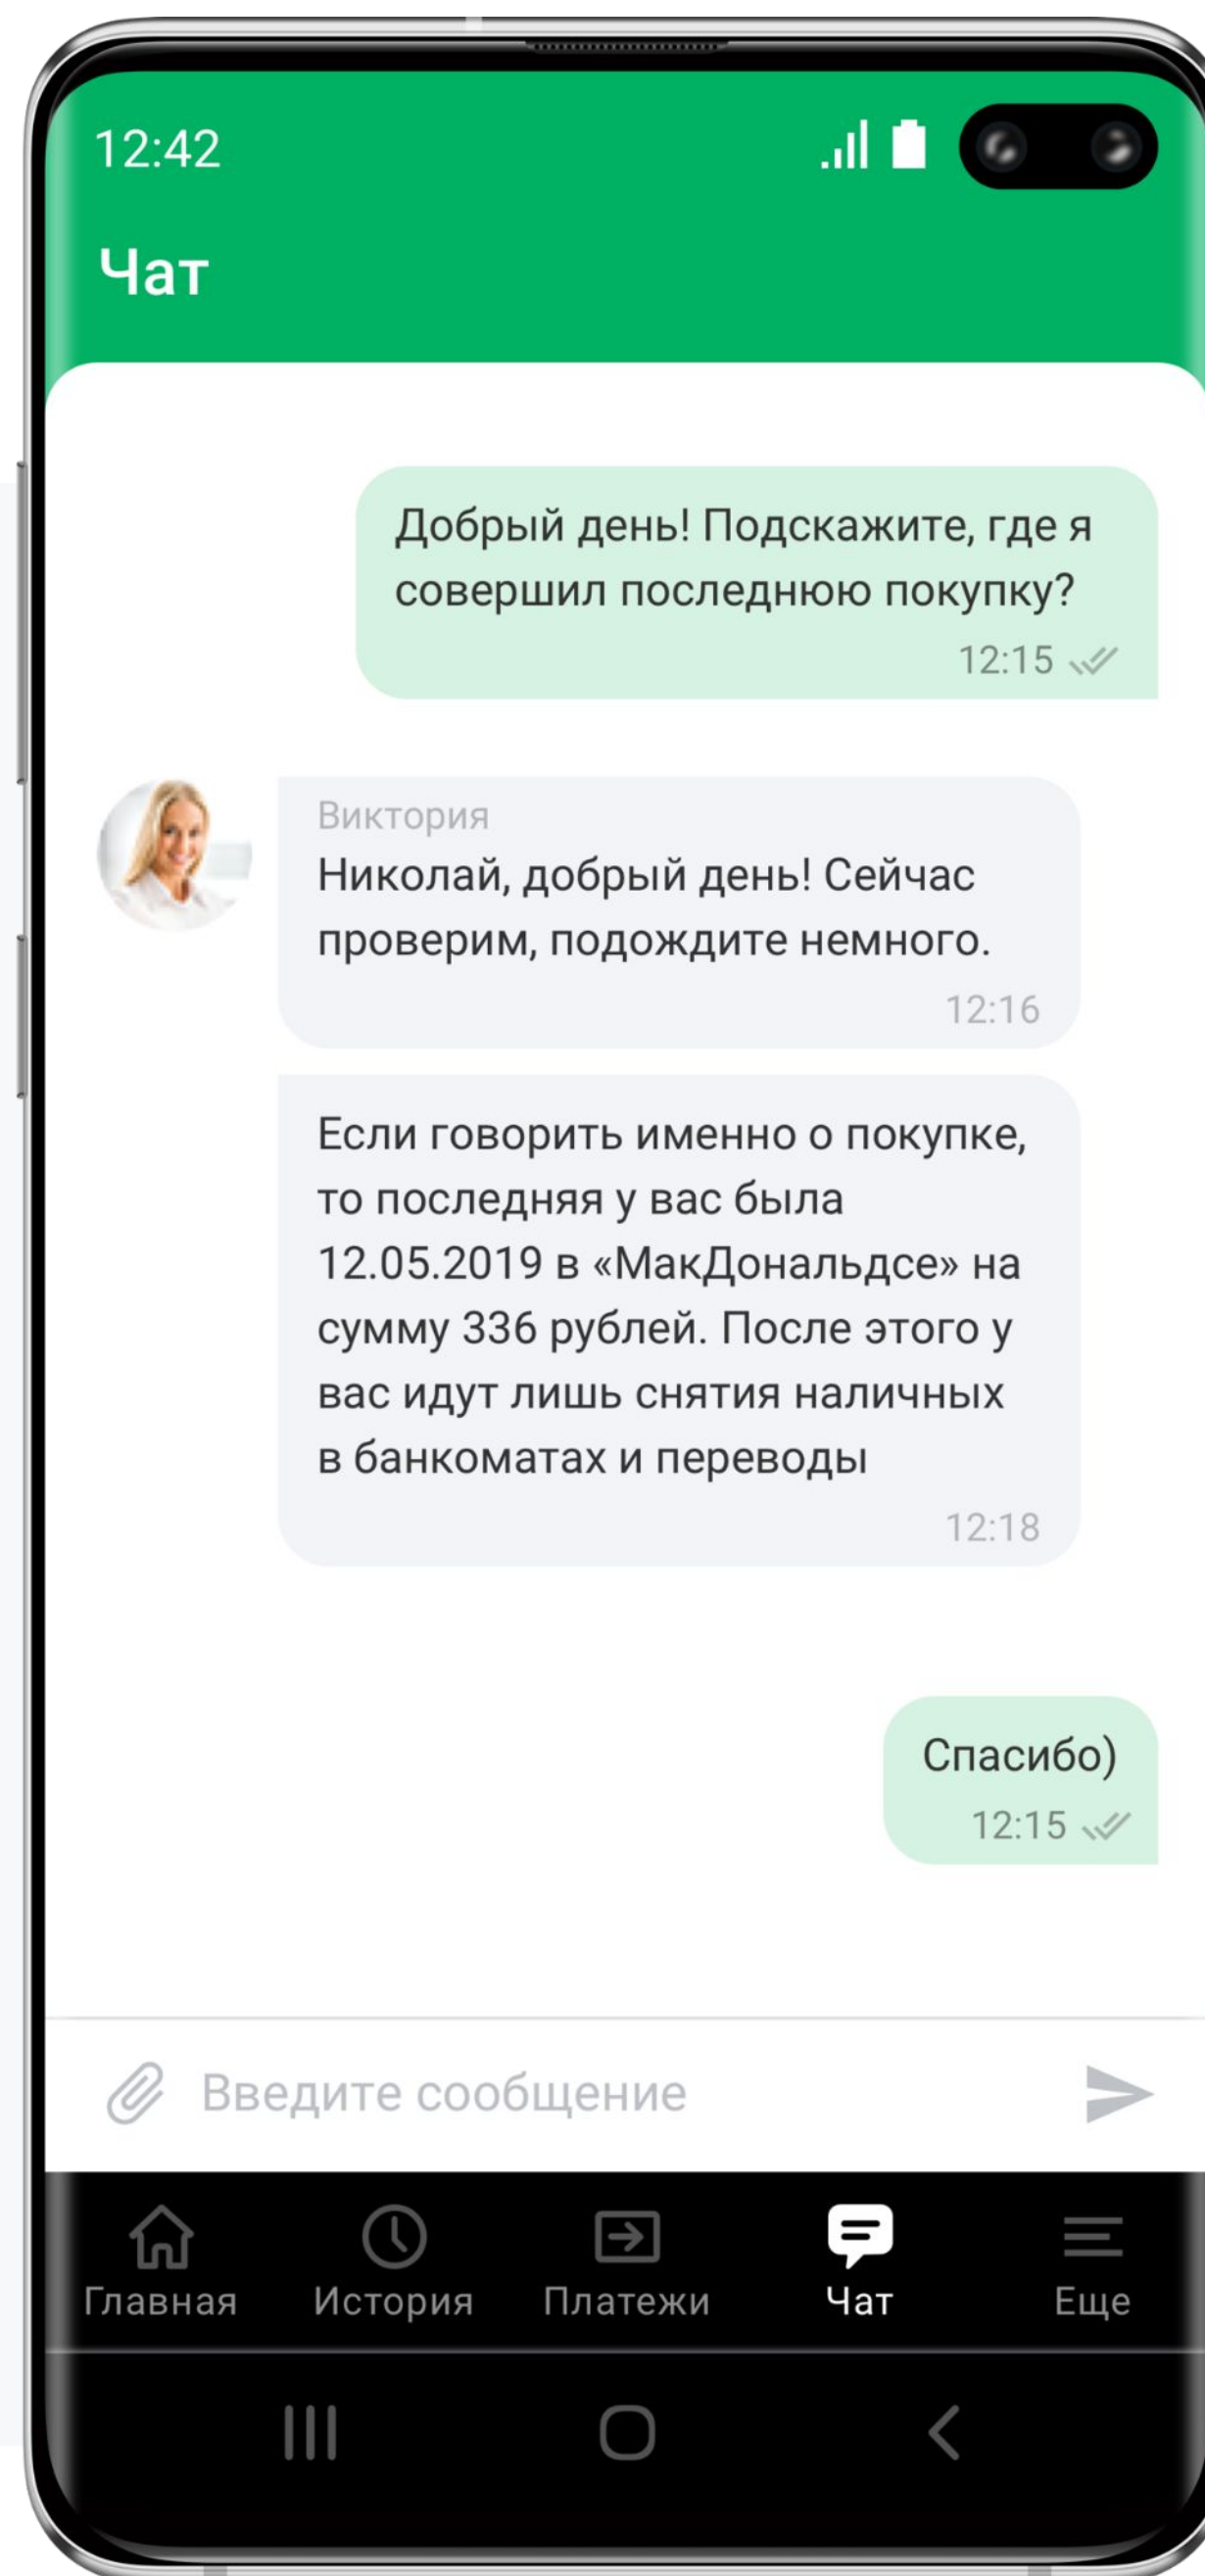 12:42
Чат
Добрый день! Подскажите, где я
совершил последнюю покупку?
12:15
Виктория
Николай, добрый день! Сейчас
проверим, подождите немного.
12:16
Если говорить именно о покупке,
то последняя у вас была
12.05.2019 в «МакДональдсе» на
сумму 336 рублей. После этого у
вас идут лишь снятия наличных
в банкоматах и переводы
12:18
Спасибо)
12:15
Введите сообщение
Главная История Платежи Чат Еще